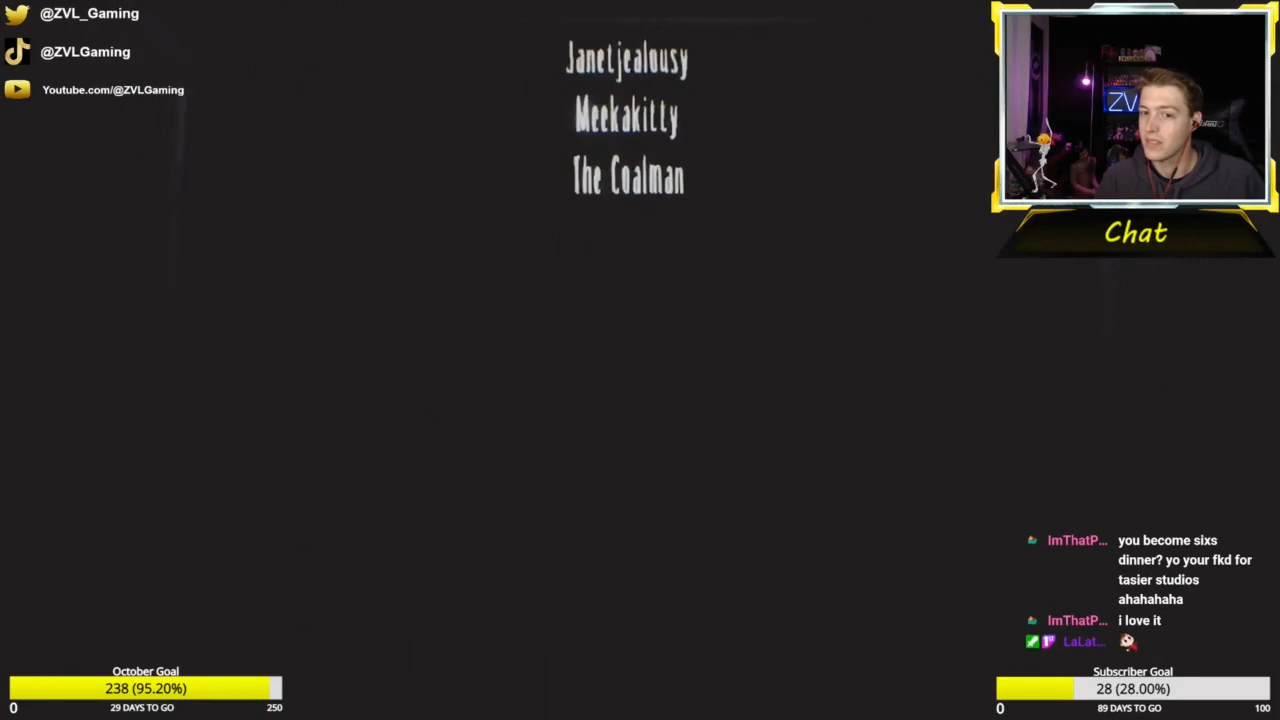 @ZVL_Gaming
@ZVLGaming
Youtube.com/@ZVLGaming
Janetjealousy
Meekakitty
The Coalman
ZV
Chat
ImThatP... you become sixs
dinner? yo your fkd for
tasier studios
ahahahaha
ImThatP... i love it
LaLat...
October Goal
238 (95.20%)
0 29 DAYS TO GO 250
Subscriber Goal
28 (28.00%)
0 89 DAYS TO GO 100